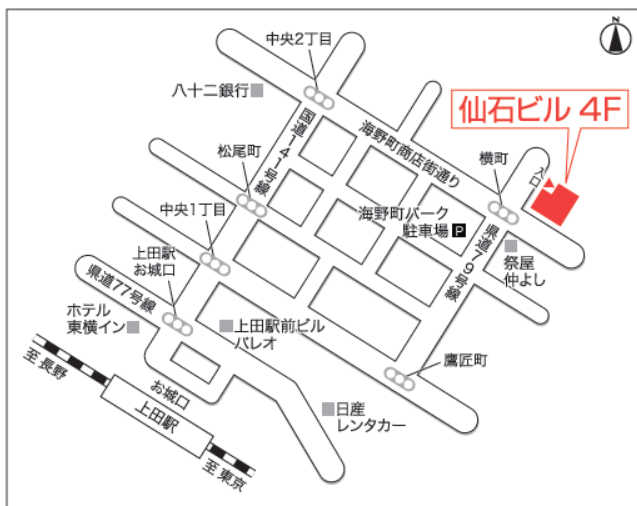 中央2丁目
八十二銀行
国道141号線
海野町商店街通り
仙石ビル 4F
入口
横町
松尾町
海野町パーク
駐車場 P
県道79号線
祭屋
仲よし
中央1丁目
上田駅
お城口
県道77号線
ホテル
東横イン
上田駅前ビル
パレオ
鷹匠町
日産
レンタカー
お城口
上田駅
至 長野
至 東京
N